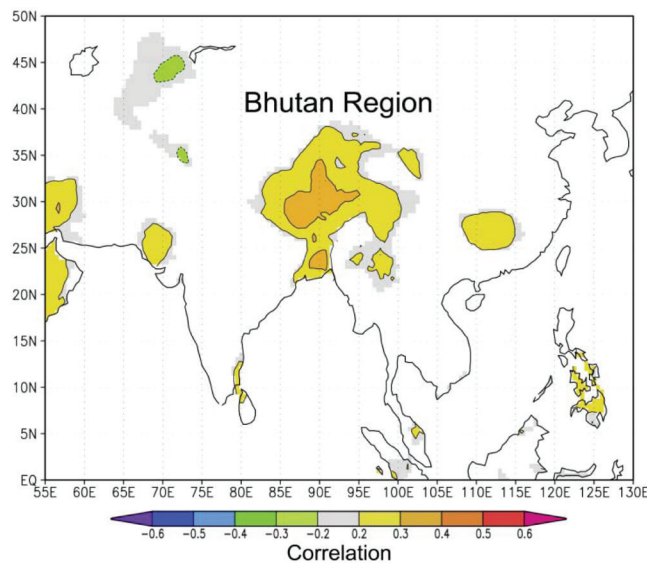 50N
45N
40N
Bhutan Region
35N
30N
25N
20N
15N
10N
5N
EQ
55E 60E 65E 70E 75E 80E 85E 90E 95E 100E 105E 110E 115E 120E 125E 130E
-0.6 -0.5 -0.4 -0.3 -0.2 0.2 0.3 0.4 0.5 0.6
Correlation